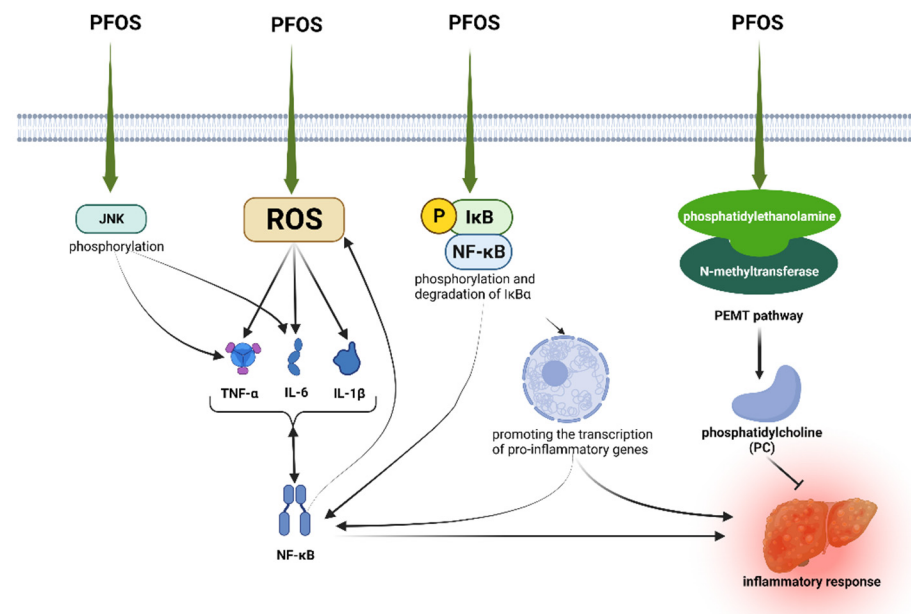 PFOS
PFOS
PFOS
PFOS
JNK
phosphorylation
ROS
P
IκB
NF-κB
phosphorylation and
degradation of IκBα
phosphatidylethanolamine
N-methyltransferase
PEMT pathway
TNF-α
IL-6
IL-1β
promoting the transcription
of pro-inflammatory genes
phosphatidylcholine
(PC)
NF-κB
inflammatory response